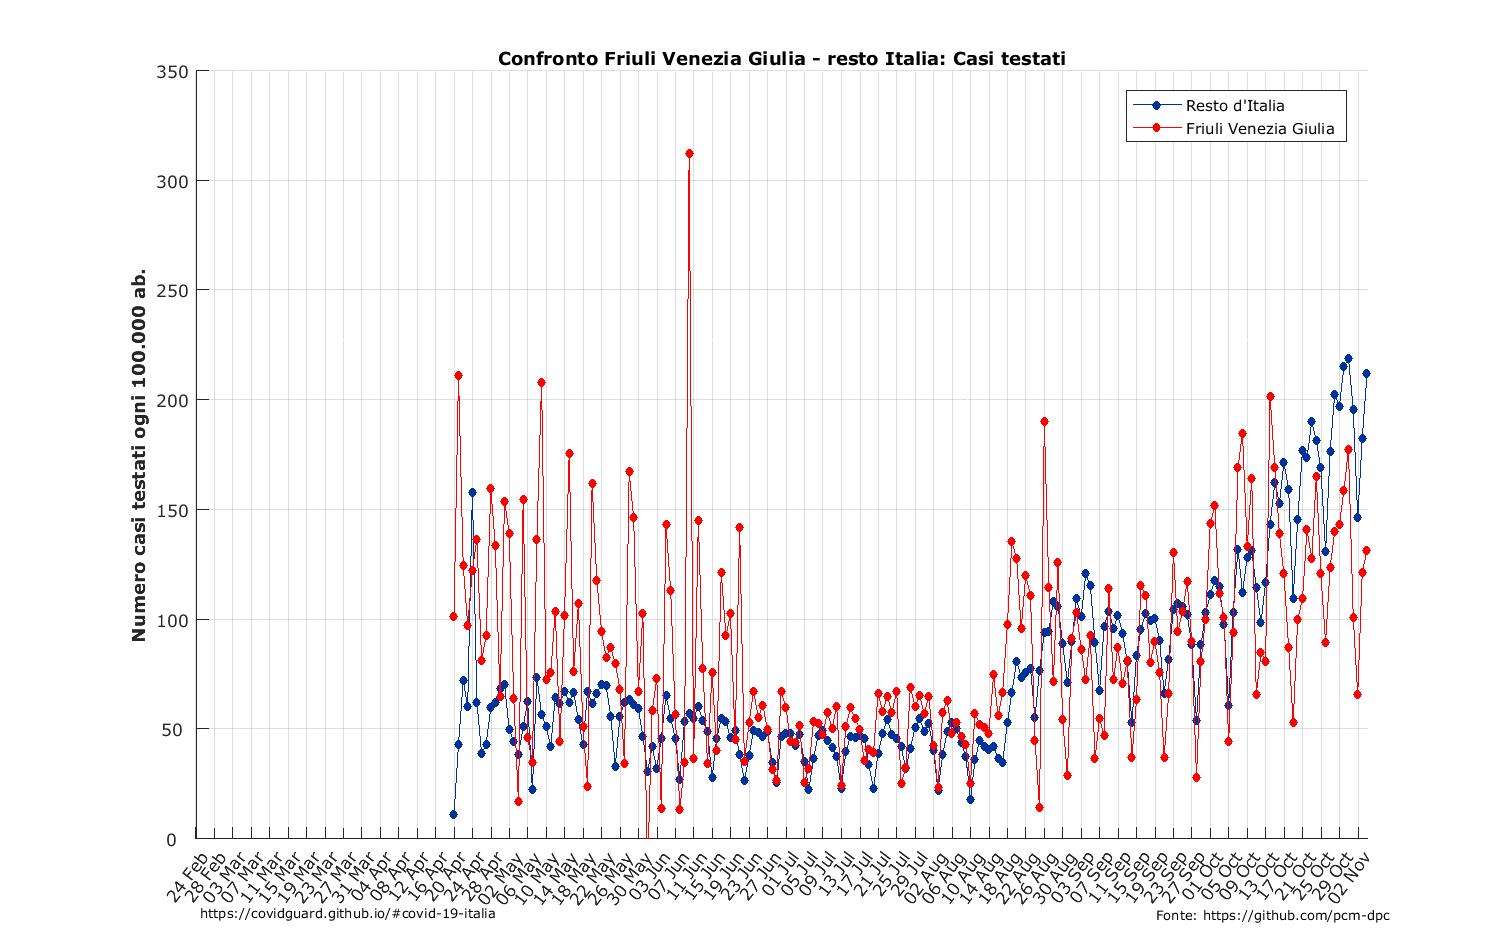 Confronto Friuli Venezia Giulia - resto Italia: Casi testati
Resto d'Italia
Friuli Venezia Giulia
Numero casi testati ogni 100.000 ab.
350
300
250
200
150
100
50
0
24 Feb
28 Feb
03 Mar
07 Mar
11 Mar
15 Mar
19 Mar
23 Mar
27 Mar
31 Mar
04 Apr
08 Apr
12 Apr
16 Apr
20 Apr
24 Apr
28 Apr
02 May
06 May
10 May
14 May
18 May
22 May
26 May
30 May
03 Jun
07 Jun
11 Jun
15 Jun
19 Jun
23 Jun
27 Jun
01 Jul
05 Jul
09 Jul
13 Jul
17 Jul
21 Jul
25 Jul
29 Jul
02 Aug
06 Aug
10 Aug
14 Aug
18 Aug
22 Aug
26 Aug
30 Aug
03 Sep
07 Sep
11 Sep
15 Sep
19 Sep
23 Sep
27 Sep
01 Oct
05 Oct
09 Oct
13 Oct
17 Oct
21 Oct
25 Oct
29 Oct
02 Nov
https://covidguard.github.io/#covid-19-italia
Fonte: https://github.com/pcm-dpc